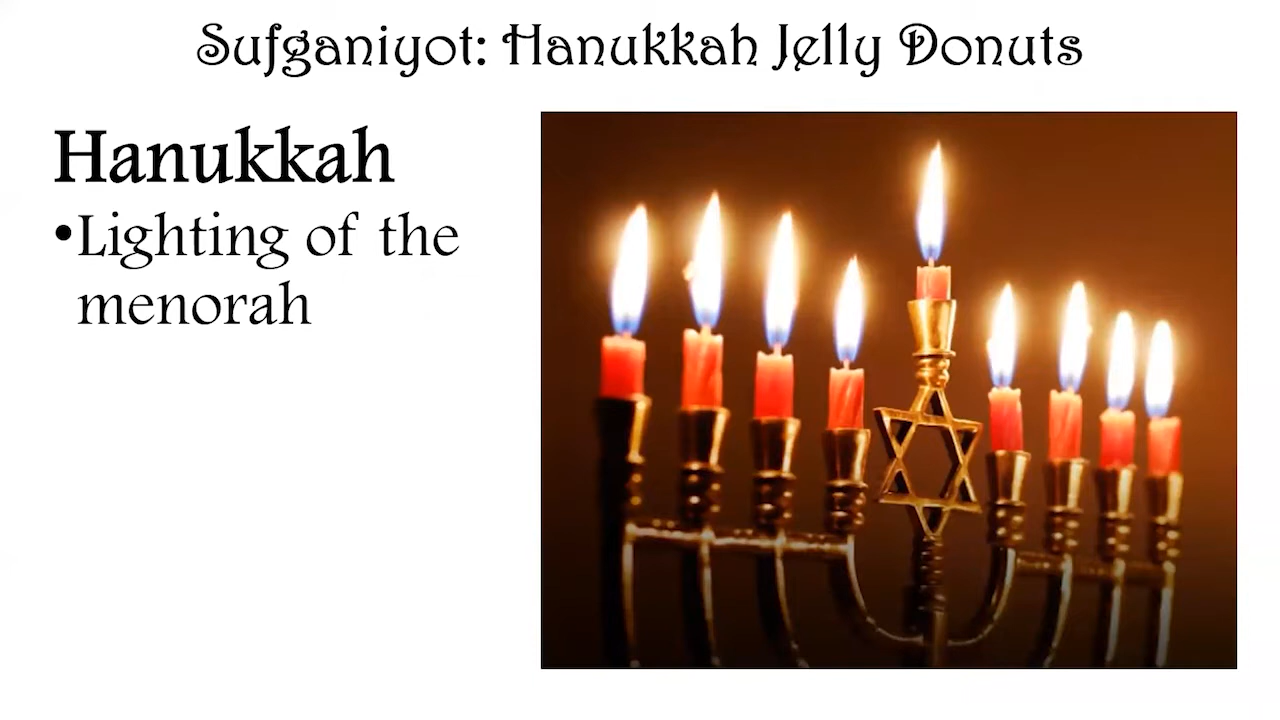 Sufganiyot: Hanukkah Jelly Donuts
Hanukkah
•Lighting of the
menorah